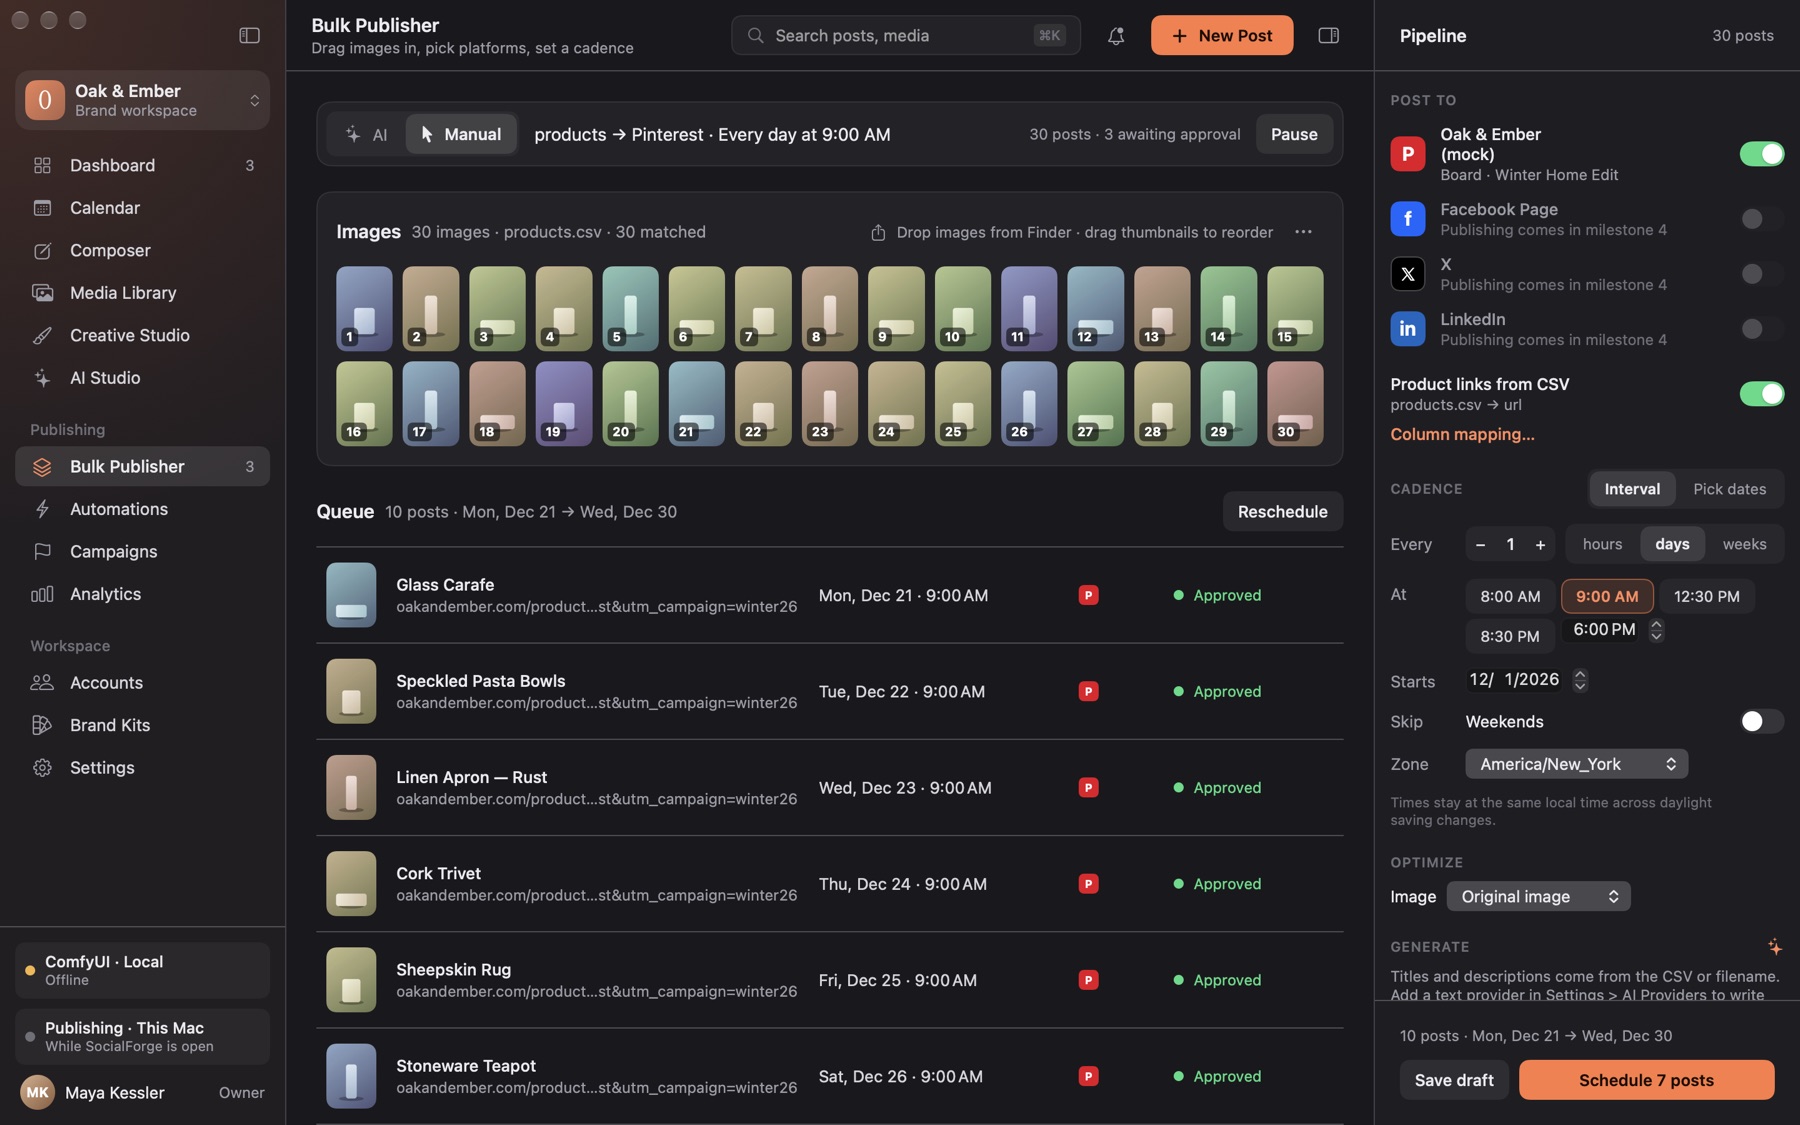 Oak & Ember
Brand workspace
Dashboard 3
Calendar
Composer
Media Library
Creative Studio
AI Studio
Publishing
Bulk Publisher 3
Automations
Campaigns
Analytics
Workspace
Accounts
Brand Kits
Settings
ComfyUI · Local
Offline
Publishing · This Mac
While SocialForge is open
MK Maya Kessler Owner
Bulk Publisher
Drag images in, pick platforms, set a cadence
Search posts, media ⌘K
+ New Post
AI Manual products → Pinterest · Every day at 9:00 AM 30 posts · 3 awaiting approval Pause
Images 30 images · products.csv · 30 matched Drop images from Finder · drag thumbnails to reorder
1 2 3 4 5 6 7 8 9 10 11 12 13 14 15
16 17 18 19 20 21 22 23 24 25 26 27 28 29 30
Queue 10 posts · Mon, Dec 21 → Wed, Dec 30 Reschedule
Glass Carafe
oakandember.com/product...st&utm_campaign=winter26 Mon, Dec 21 · 9:00 AM P Approved
Speckled Pasta Bowls
oakandember.com/product...st&utm_campaign=winter26 Tue, Dec 22 · 9:00 AM P Approved
Linen Apron — Rust
oakandember.com/product...st&utm_campaign=winter26 Wed, Dec 23 · 9:00 AM P Approved
Cork Trivet
oakandember.com/product...st&utm_campaign=winter26 Thu, Dec 24 · 9:00 AM P Approved
Sheepskin Rug
oakandember.com/product...st&utm_campaign=winter26 Fri, Dec 25 · 9:00 AM P Approved
Stoneware Teapot
oakandember.com/product...st&utm_campaign=winter26 Sat, Dec 26 · 9:00 AM P Approved
Pipeline 30 posts
POST TO
P Oak & Ember
(mock)
Board · Winter Home Edit
f Facebook Page
Publishing comes in milestone 4
X X
Publishing comes in milestone 4
in LinkedIn
Publishing comes in milestone 4
Product links from CSV
products.csv → url
Column mapping...
CADENCE Interval Pick dates
Every − 1 + hours days weeks
At 8:00 AM 9:00 AM 12:30 PM
8:30 PM 6:00 PM
Starts 12/ 1/2026
Skip Weekends
Zone America/New_York
Times stay at the same local time across daylight
saving changes.
OPTIMIZE
Image Original image
GENERATE
Titles and descriptions come from the CSV or filename.
Add a text provider in Settings > AI Providers to write
10 posts · Mon, Dec 21 → Wed, Dec 30
Save draft Schedule 7 posts